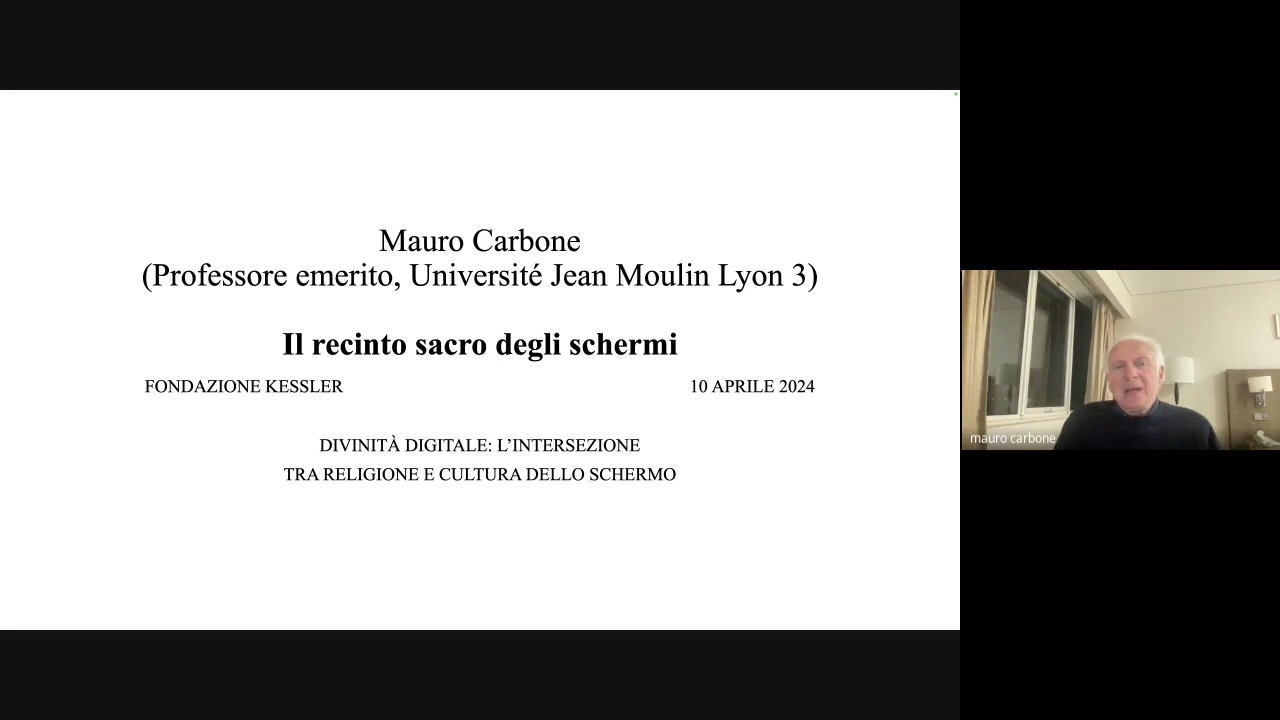 Mauro Carbone
(Professore emerito, Université Jean Moulin Lyon 3)
Il recinto sacro degli schermi
FONDAZIONE KESSLER 10 APRILE 2024
DIVINITÀ DIGITALE: L’INTERSEZIONE
TRA RELIGIONE E CULTURA DELLO SCHERMO
mauro carbone